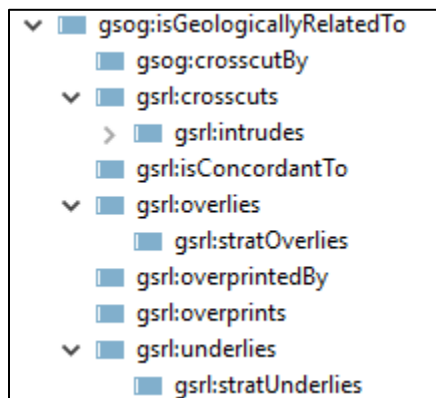 gsog:isGeologicallyRelatedTo
gsog:crosscutBy
gsrl:crosscuts
gsrl:intrudes
gsrl:isConcordantTo
gsrl:overlies
gsrl:stratOverlies
gsrl:overprintedBy
gsrl:overprints
gsrl:underlies
gsrl:stratUnderlies